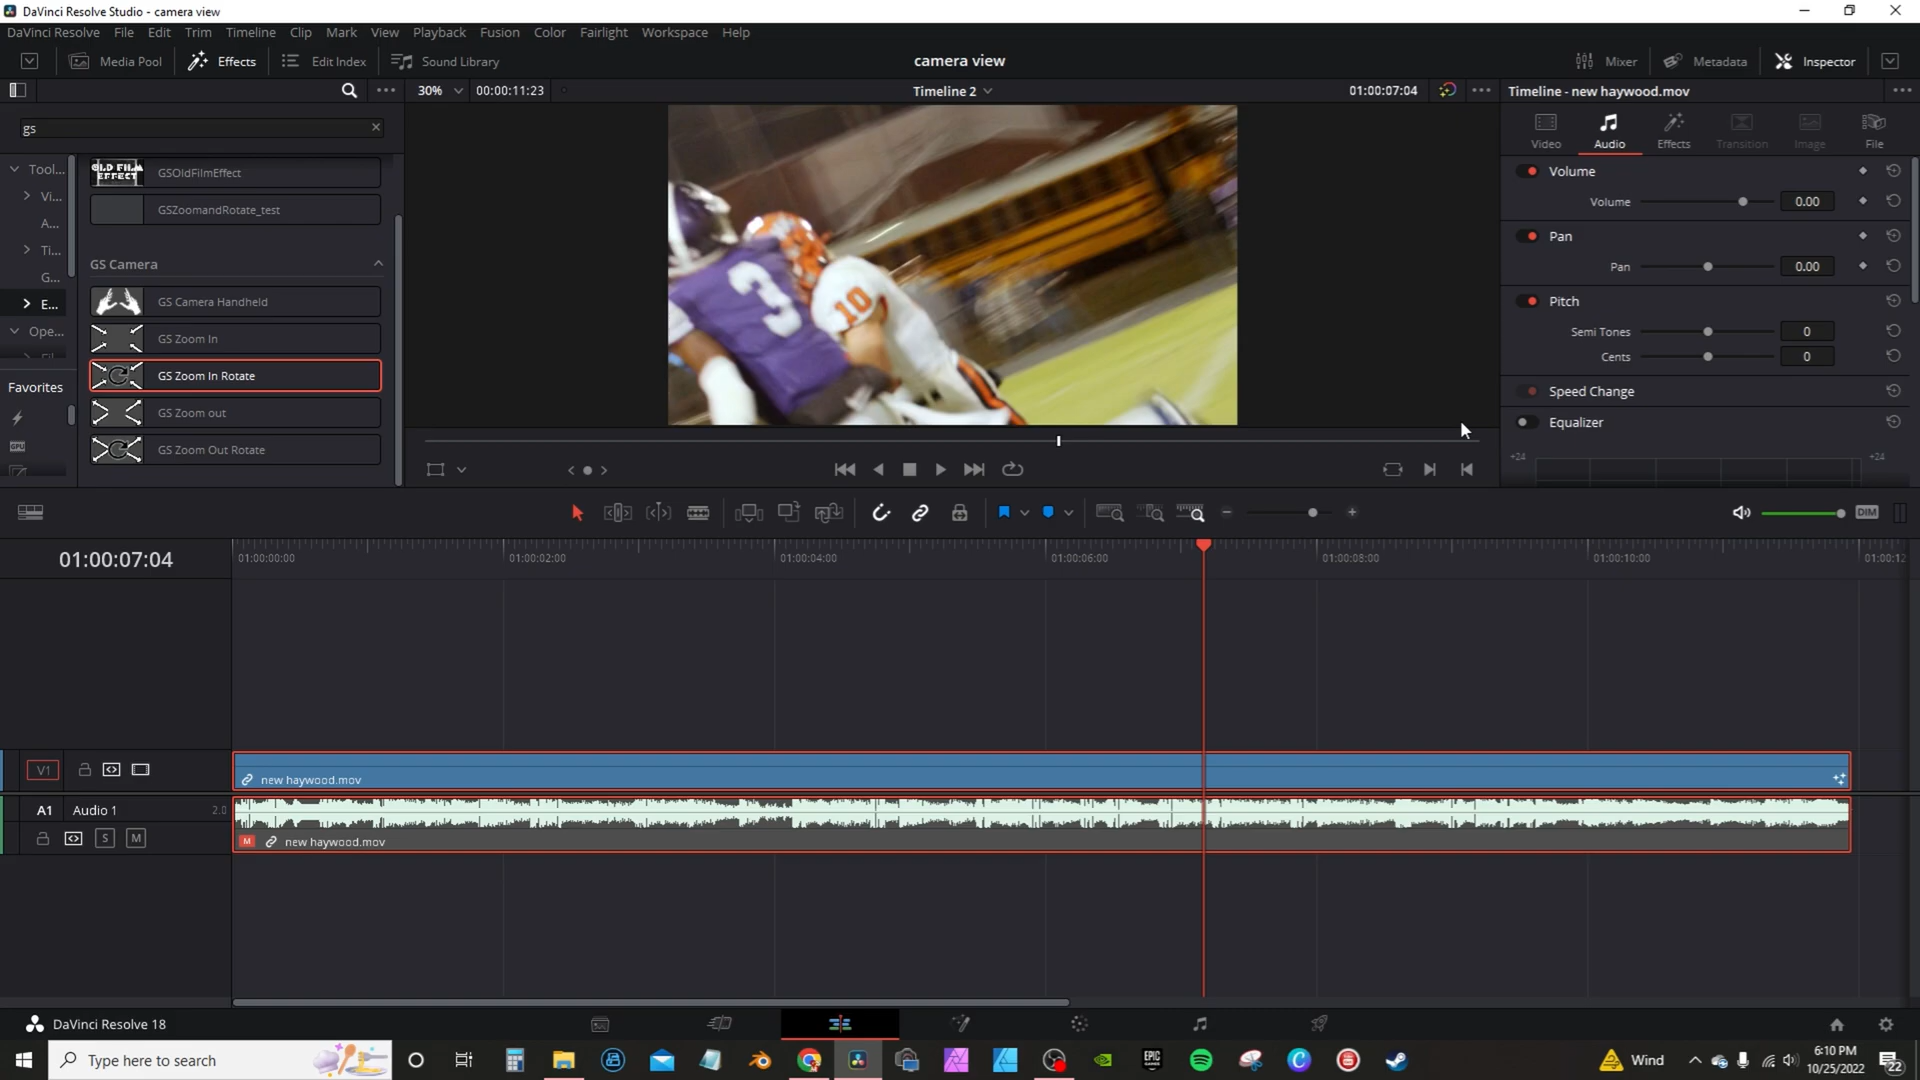 DaVinci Resolve Studio - camera view
DaVinci Resolve File Edit Trim Timeline Clip Mark View Playback Fusion Color Fairlight Workspace Help
Media Pool Effects Edit Index Sound Library camera view Mixer Metadata Inspector
30% 00:00:11:23 Timeline 2 01:00:07:04 Timeline - new haywood.mov
gs
Video Audio Effects Transition Image File
Tool...
Vi...
A...
Ti...
G...
E...
Ope...
Favorites
OLD FILM EFFECT GSOldFilmEffect
GSZoomandRotate_test
GS Camera
GS Camera Handheld
GS Zoom In
GS Zoom In Rotate
GS Zoom out
GS Zoom Out Rotate
3
10
Volume
Volume 0.00
Pan
Pan 0.00
Pitch
Semi Tones 0
Cents 0
Speed Change
Equalizer
+24 +24
DIM
01:00:07:04
01:00:00:00 01:00:02:00 01:00:04:00 01:00:06:00 01:00:08:00 01:00:10:00 01:00:12
V1
new haywood.mov
A1 Audio 1 2.0
S M
M new haywood.mov
DaVinci Resolve 18
Type here to search
EPIC GAMES
Wind
6:10 PM
10/25/2022
22